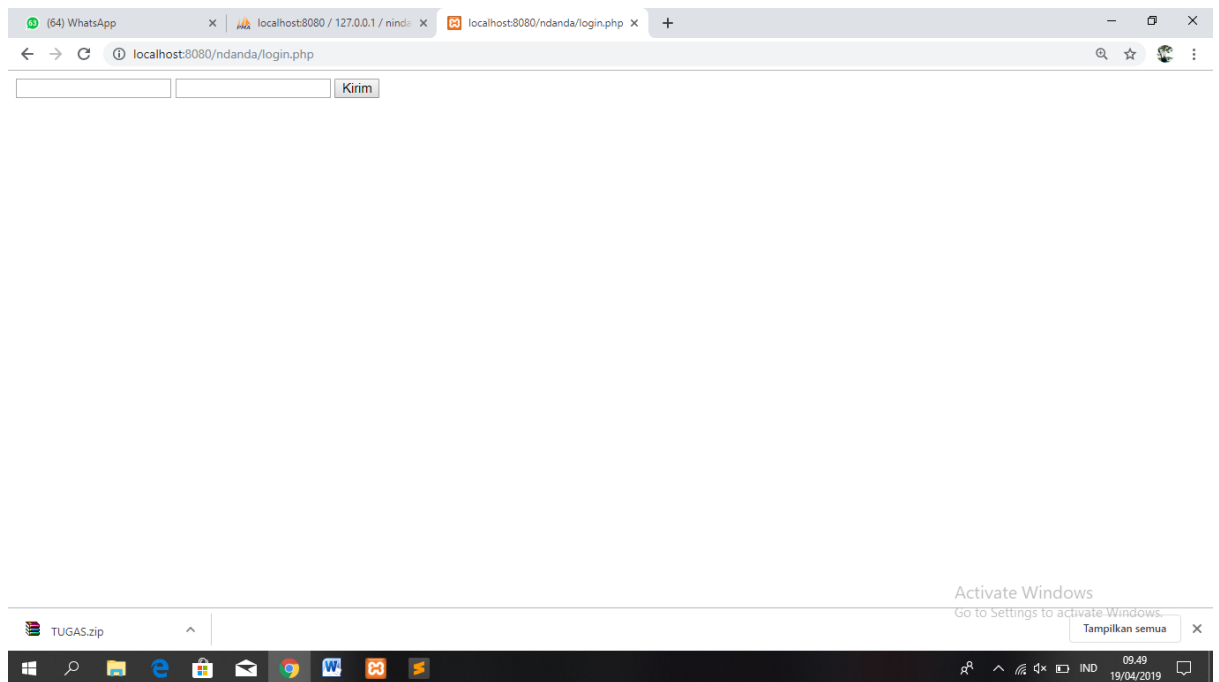 63 (64) WhatsApp
localhost:8080 / 127.0.0.1 / ninda
localhost:8080/ndanda/login.php
localhost:8080/ndanda/login.php
Kirim
Activate Windows
Go to Settings to activate Windows.
TUGAS.zip
Tampilkan semua
IND
09.49
19/04/2019